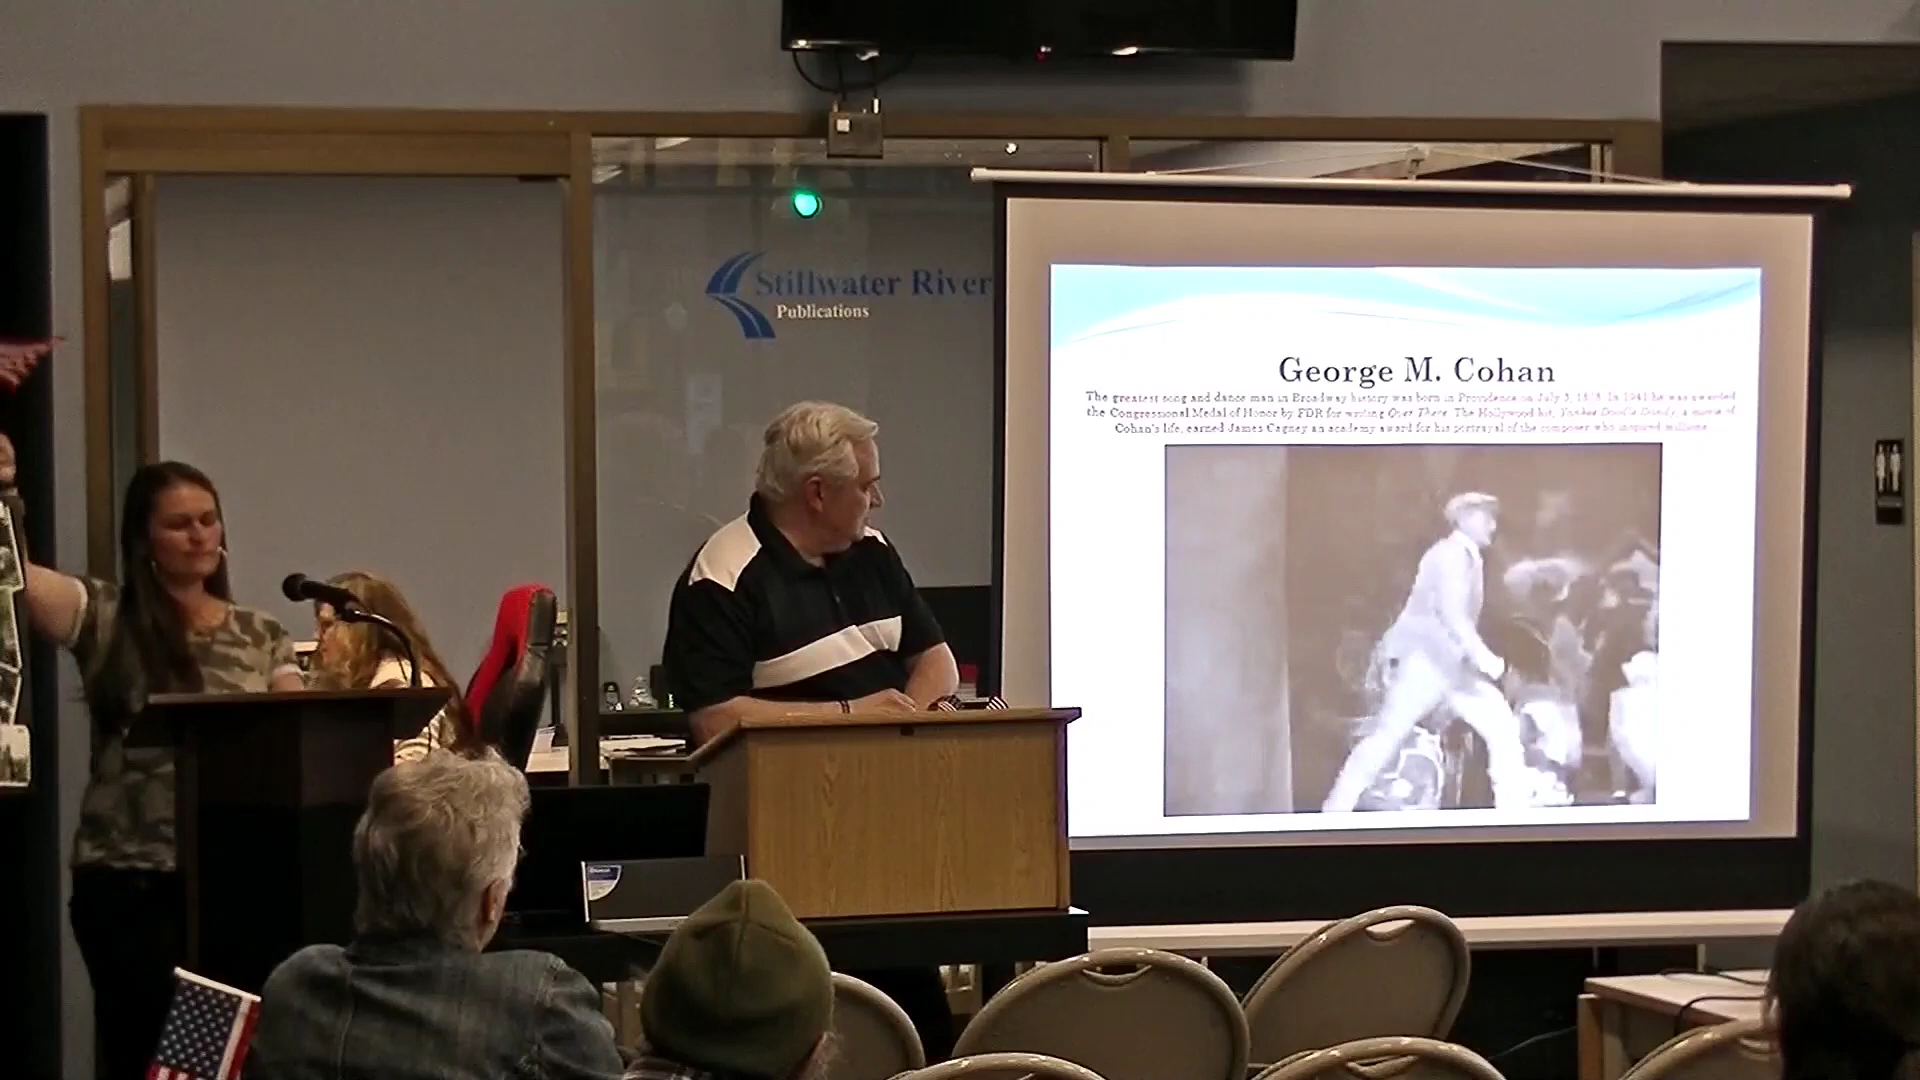 Stillwater River
Publications
George M. Cohan
The greatest song and dance man in Broadway history was born in Providence on July 3, 1878. In 1941 he was awarded
the Congressional Medal of Honor by FDR for writing Over There. The Hollywood hit, Yankee Doodle Dandy, a movie of
Cohan's life, earned James Cagney an academy award for his portrayal of the composer who inspired millions.